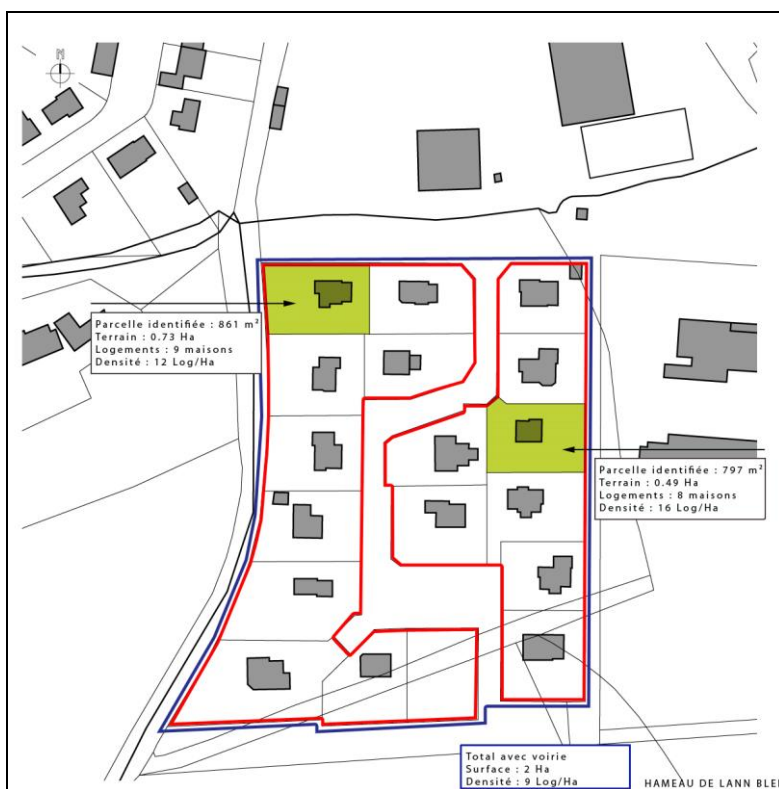 N
Parcelle identifiée : 861 m²
Terrain : 0.73 Ha
Logements : 9 maisons
Densité : 12 Log/Ha
Parcelle identifiée : 797 m²
Terrain : 0.49 Ha
Logements : 8 maisons
Densité : 16 Log/Ha
Total avec voirie
Surface : 2 Ha
Densité : 9 Log/Ha
HAMEAU DE LANN BLEI